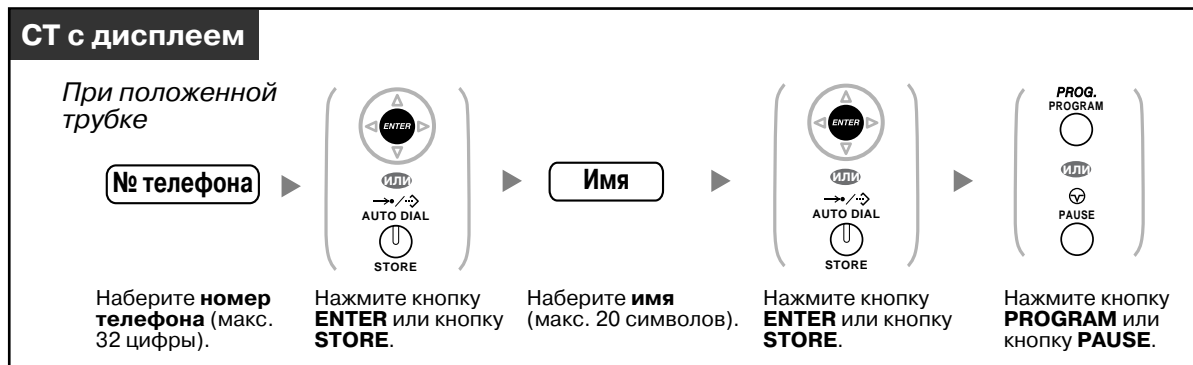 СТ с дисплеем
При положенной
трубке
№ телефона
ENTER
или
AUTO DIAL
STORE
Имя
ENTER
или
AUTO DIAL
STORE
PROG.
PROGRAM
или
PAUSE
Наберите номер
телефона (макс.
32 цифры).
Нажмите кнопку
ENTER или кнопку
STORE.
Наберите имя
(макс. 20 символов).
Нажмите кнопку
ENTER или кнопку
STORE.
Нажмите кнопку
PROGRAM или
кнопку PAUSE.